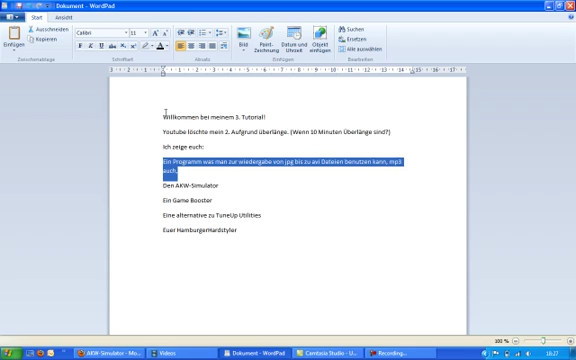 Dokument - WordPad
Start Ansicht
Einfügen
Ausschneiden
Kopieren
Zwischenablage
Calibri 11
F K U
Schriftart
Absatz
Bild
Paint-Zeichnung
Datum und Uhrzeit
Objekt einfügen
Einfügen
Suchen
Ersetzen
Alle auswählen
Bearbeiten
Willkommen bei meinem 3. Tutorial!
Youtube löschte mein 2. Aufgrund überlänge. (Wenn 10 Minuten Überlänge sind?)
Ich zeige euch:
Ein Programm was man zur wiedergabe von jpg bis zu avi Dateien benutzen kann, mp3
auch,
Den AKW-Simulator
Ein Game Booster
Eine alternative zu TuneUp Utilities
Euer HamburgerHardstyler
100 %
Start
AKW-Simulator - Mo...
Videos
Dokument - WordPad
Camtasia Studio - U...
Recording...
18:27